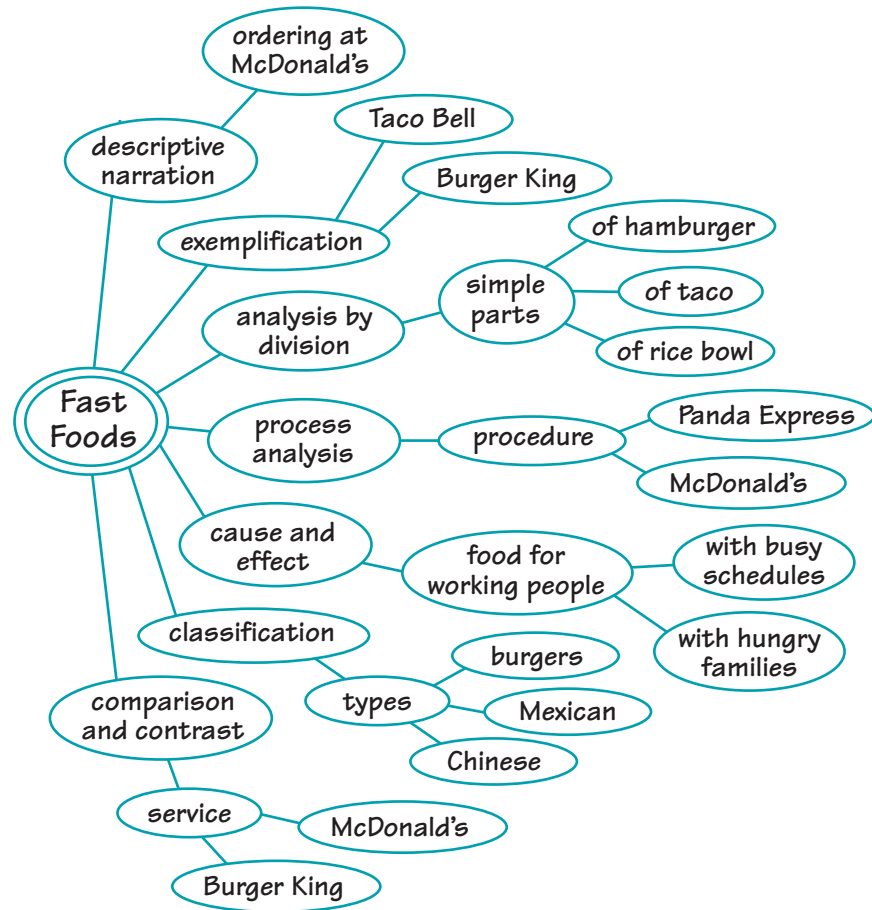 ordering at
McDonald's
descriptive
narration
Taco Bell
Burger King
exemplification
of hamburger
simple
parts
of taco
of rice bowl
analysis by
division
Fast
Foods
process
analysis
procedure
Panda Express
McDonald's
cause and
effect
food for
working people
with busy
schedules
with hungry
families
classification
types
burgers
Mexican
Chinese
comparison
and contrast
service
McDonald's
Burger King